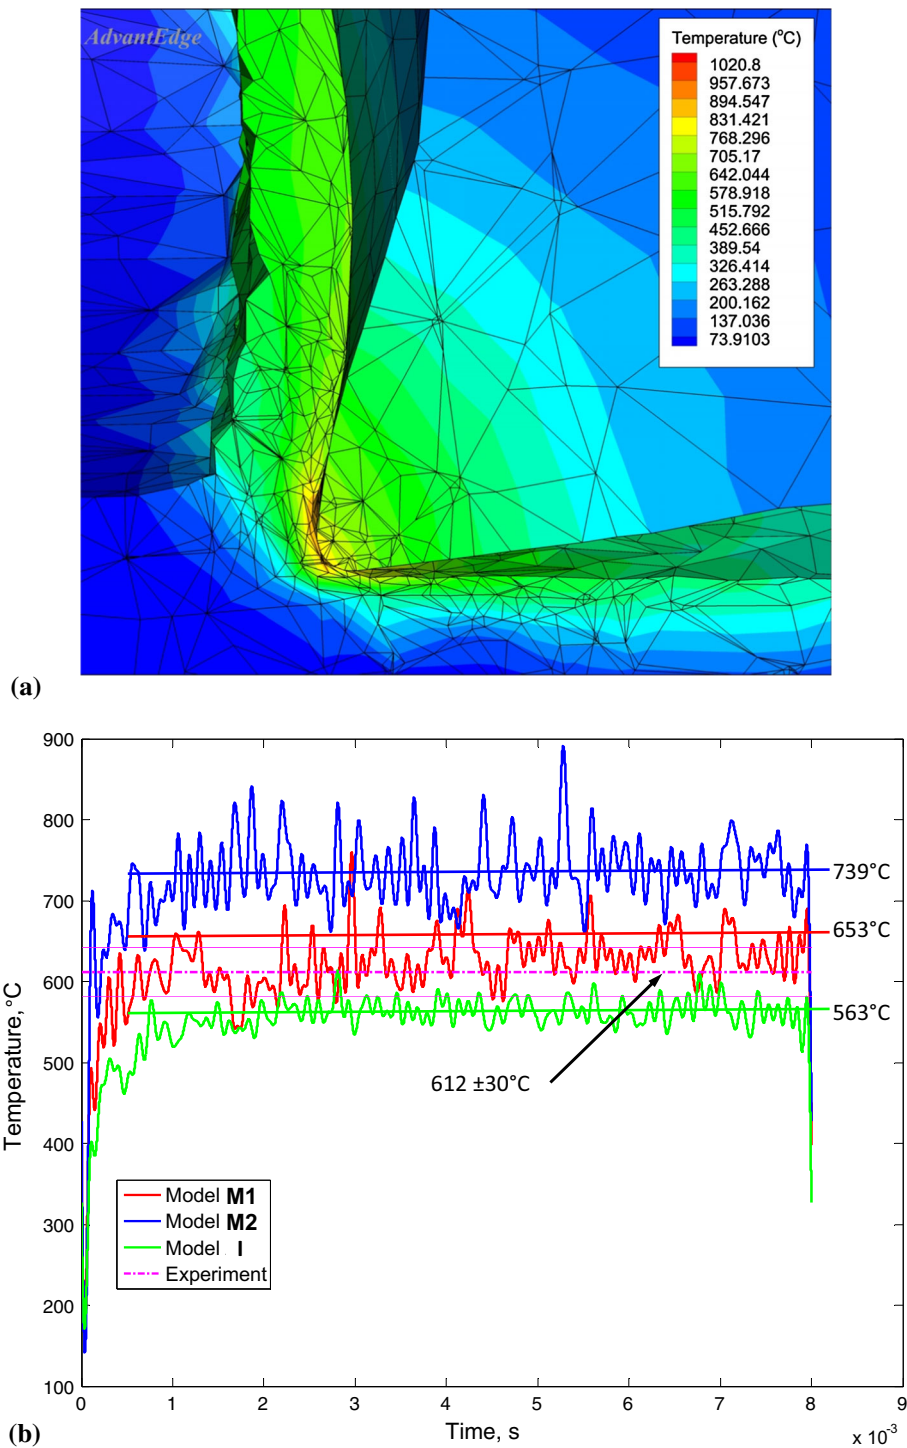 AdvantEdge
Temperature (°C)
1020.8
957.673
894.547
831.421
768.296
705.17
642.044
578.918
515.792
452.666
389.54
326.414
263.288
200.162
137.036
73.9103
(a)
900
800
700
600
500
400
300
200
100
Temperature, °C
739°C
653°C
563°C
612 ±30°C
Model M1
Model M2
Model I
Experiment
0 1 2 3 4 5 6 7 8 9
Time, s
x 10-3
(b)